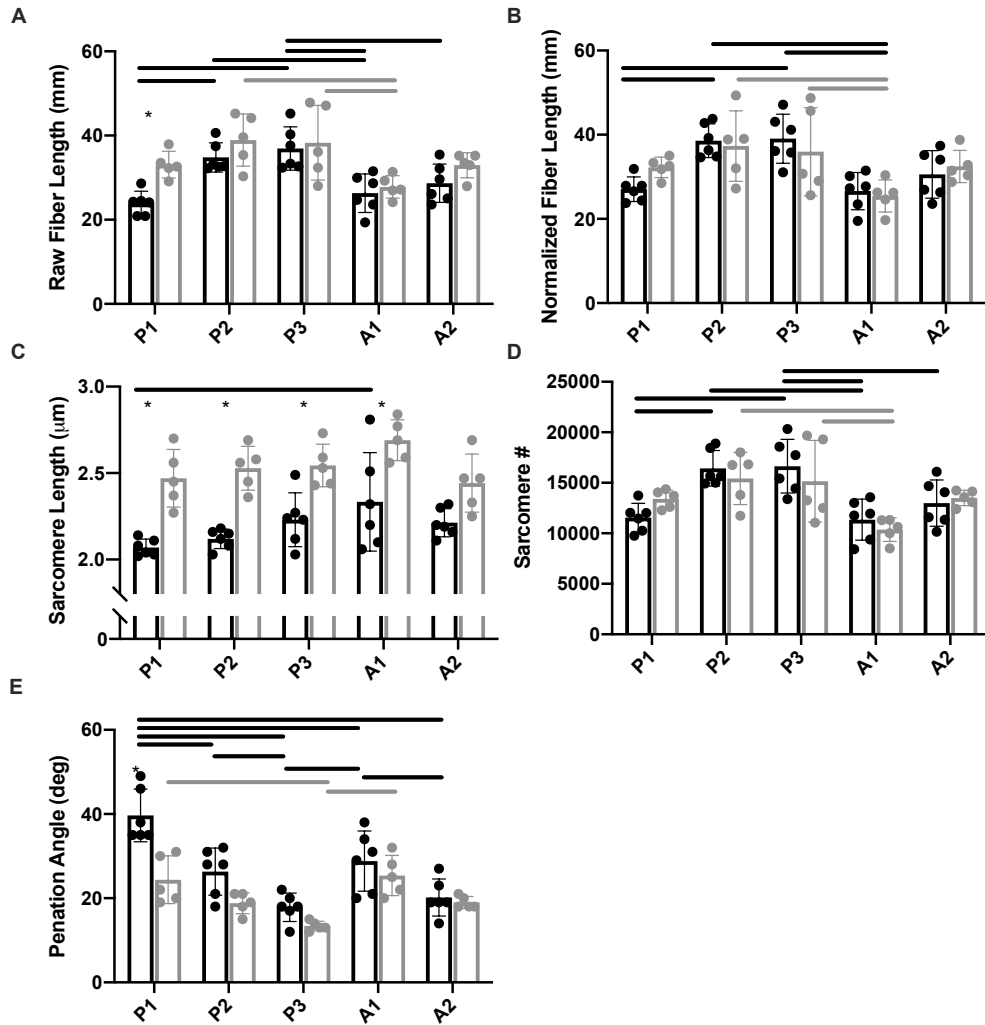 A
Raw Fiber Length (mm)
60
40
20
0
*
P1 P2 P3 A1 A2
B
Normalized Fiber Length (mm)
60
40
20
0
P1 P2 P3 A1 A2
C
Sarcomere Length (μm)
3.0
2.5
2.0
0
* * * *
P1 P2 P3 A1 A2
D
Sarcomere #
25000
20000
15000
10000
5000
0
P1 P2 P3 A1 A2
E
Penation Angle (deg)
60
40
20
0
*
P1 P2 P3 A1 A2